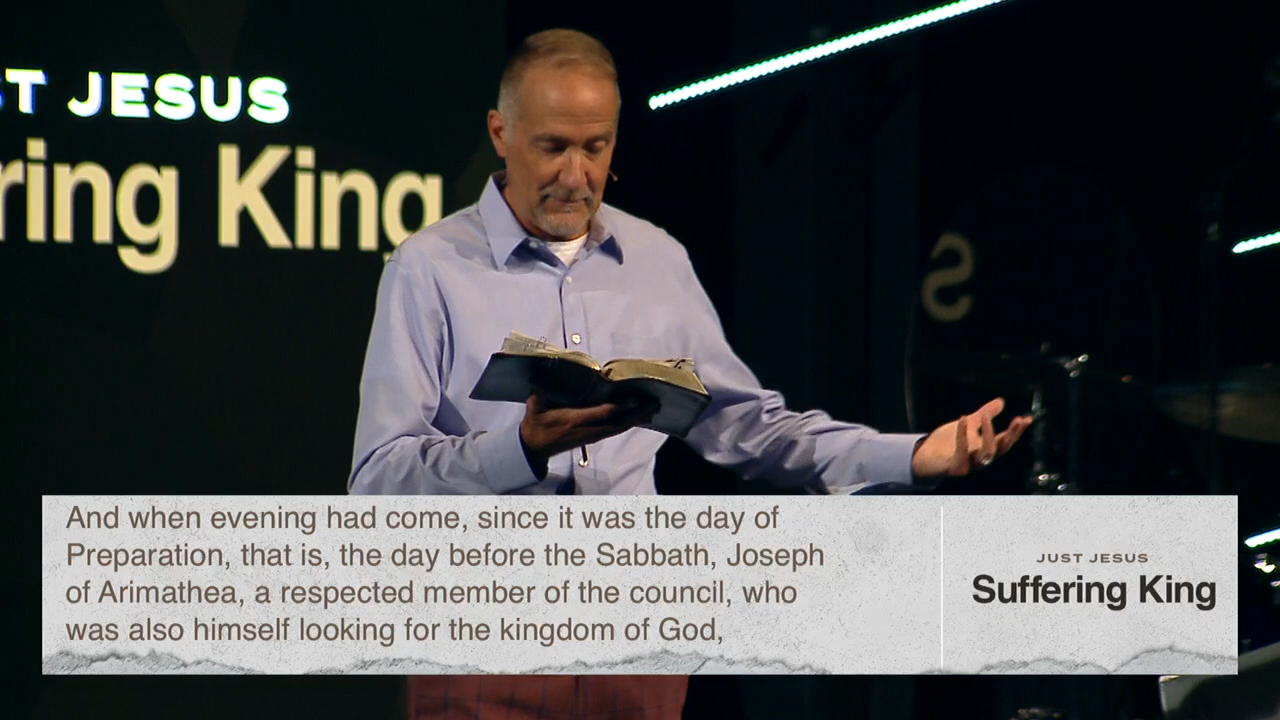 ST JESUS
ring King
S
And when evening had come, since it was the day of
Preparation, that is, the day before the Sabbath, Joseph
of Arimathea, a respected member of the council, who
was also himself looking for the kingdom of God,
JUST JESUS
Suffering King